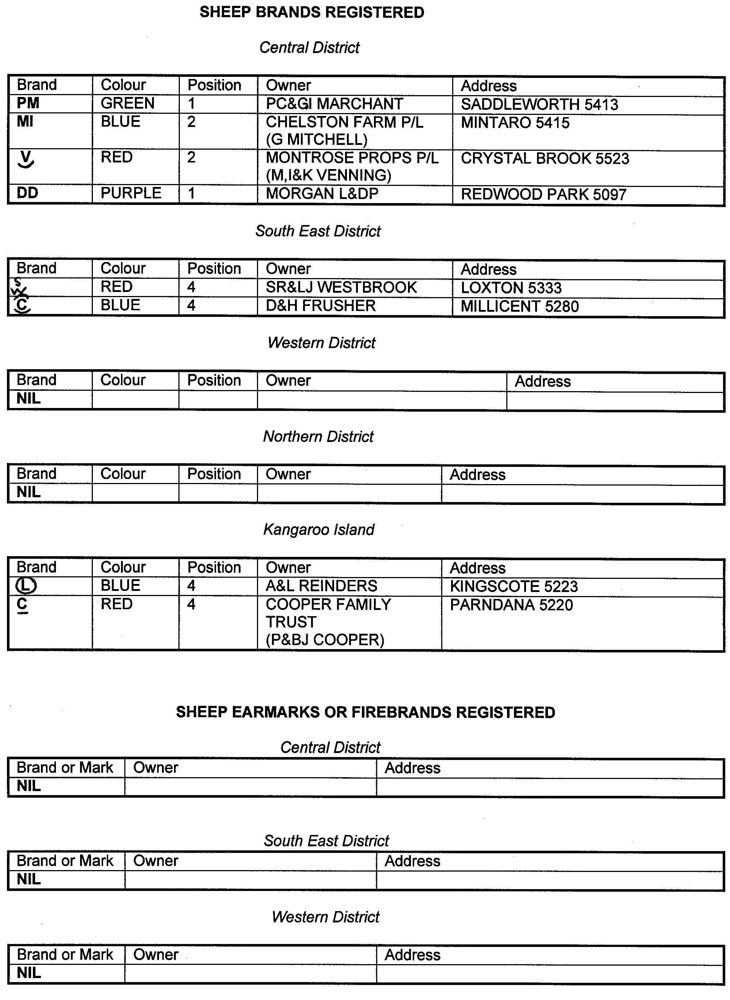 SHEEP BRANDS REGISTERED
Central District
Brand Colour Position Owner Address
PM GREEN 1 PC&GI MARCHANT SADDLEWORTH 5413
MI BLUE 2 CHELSTON FARM P/L MINTARO 5415
(G MITCHELL)
V RED 2 MONTROSE PROPS P/L CRYSTAL BROOK 5523
(M,I&K VENNING)
DD PURPLE 1 MORGAN L&DP REDWOOD PARK 5097
South East District
Brand Colour Position Owner Address
S
W RED 4 SR&LJ WESTBROOK LOXTON 5333
C BLUE 4 D&H FRUSHER MILLICENT 5280
Western District
Brand Colour Position Owner Address
NIL
Northern District
Brand Colour Position Owner Address
NIL
Kangaroo Island
Brand Colour Position Owner Address
L BLUE 4 A&L REINDERS KINGSCOTE 5223
C RED 4 COOPER FAMILY PARNDANA 5220
TRUST
(P&BJ COOPER)
SHEEP EARMARKS OR FIREBRANDS REGISTERED
Central District
Brand or Mark Owner Address
NIL
South East District
Brand or Mark Owner Address
NIL
Western District
Brand or Mark Owner Address
NIL